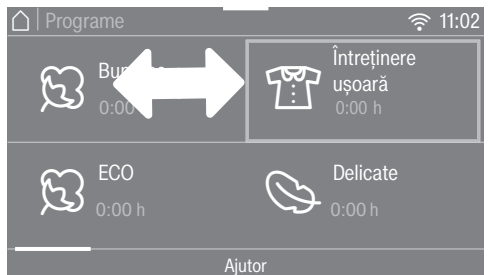 Programe
11:02
Întreținere
ușoară
0:00 h
ECO
0:00 h
Delicate
0:00 h
Ajutor